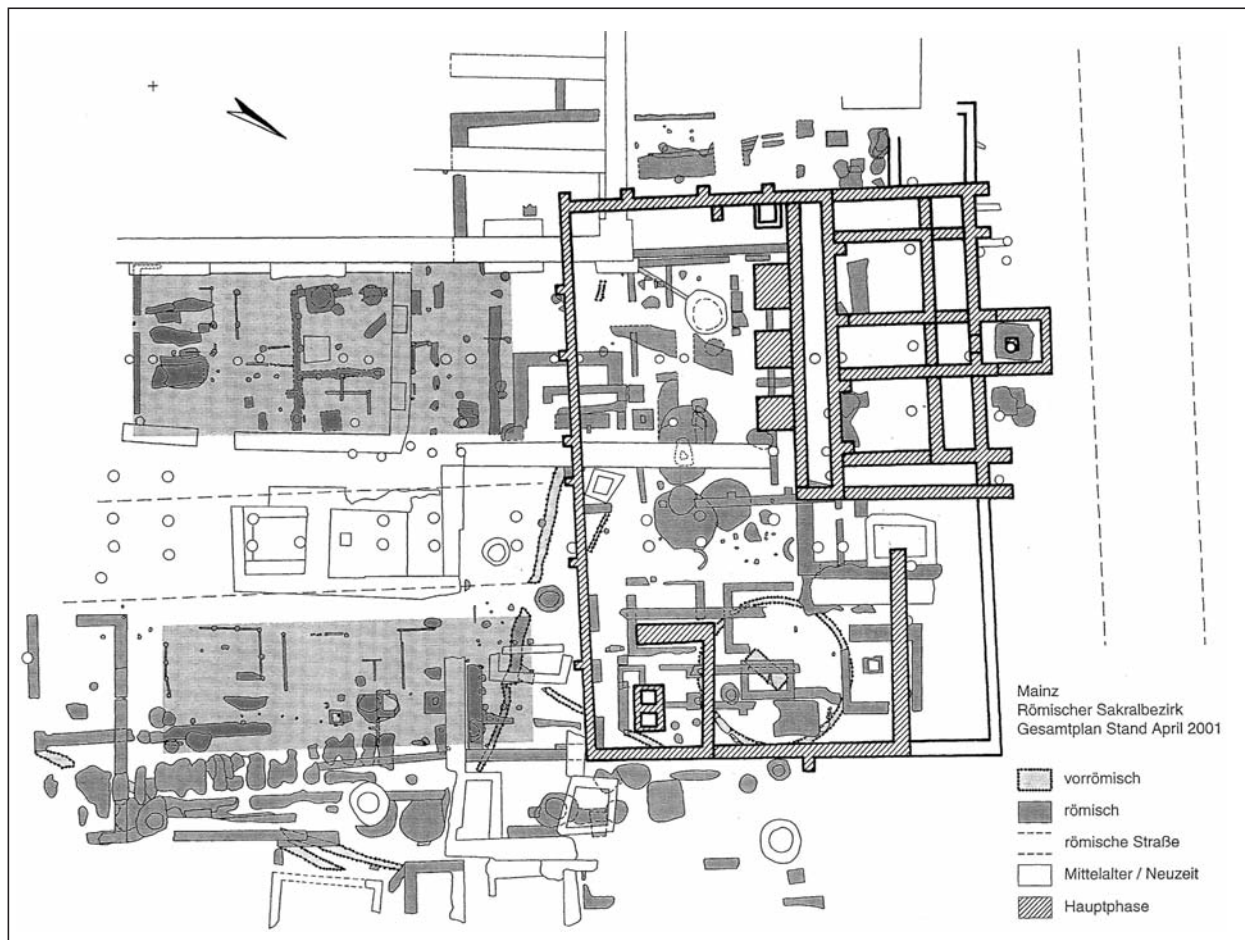 Mainz
Römischer Sakralbezirk
Gesamtplan Stand April 2001
vorrömisch
römisch
römische Straße
Mittelalter / Neuzeit
Hauptphase